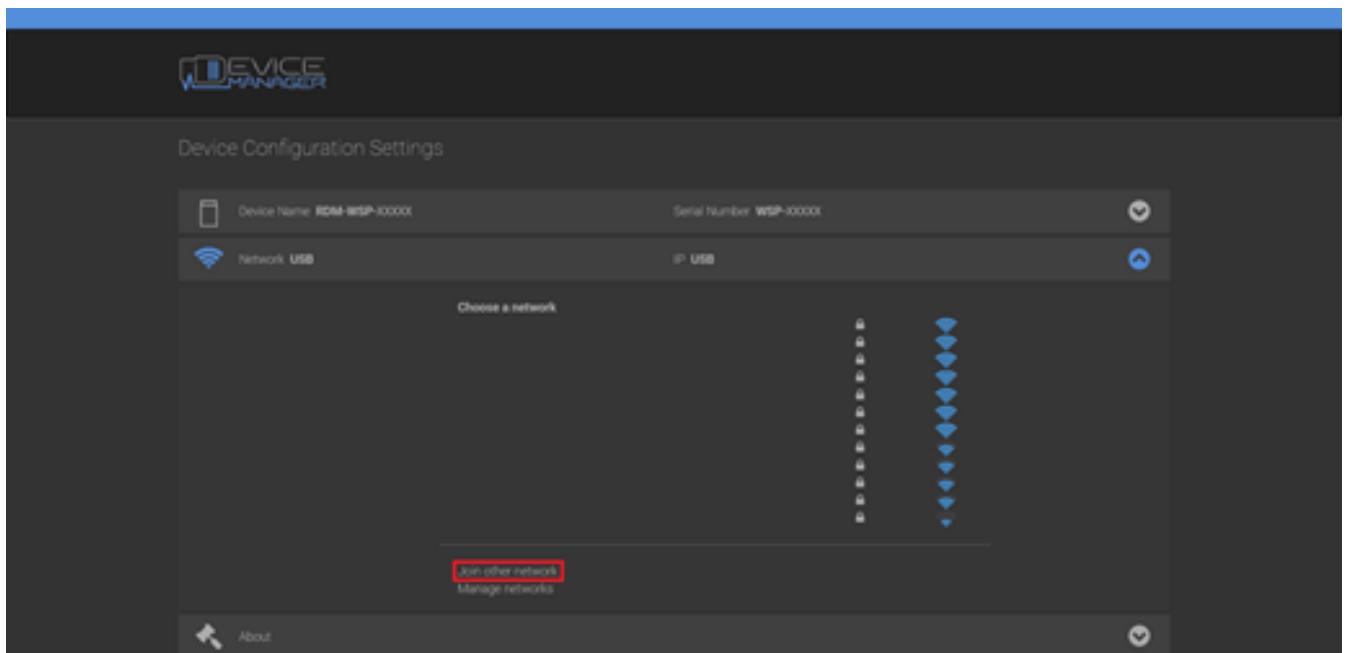 DEVICE
MANAGER
Device Configuration Settings
Device Name RDM-WSP-XXXXX Serial Number WSP-XXXXX
Network USB IP USB
Choose a network
Join other network
Manage networks
About